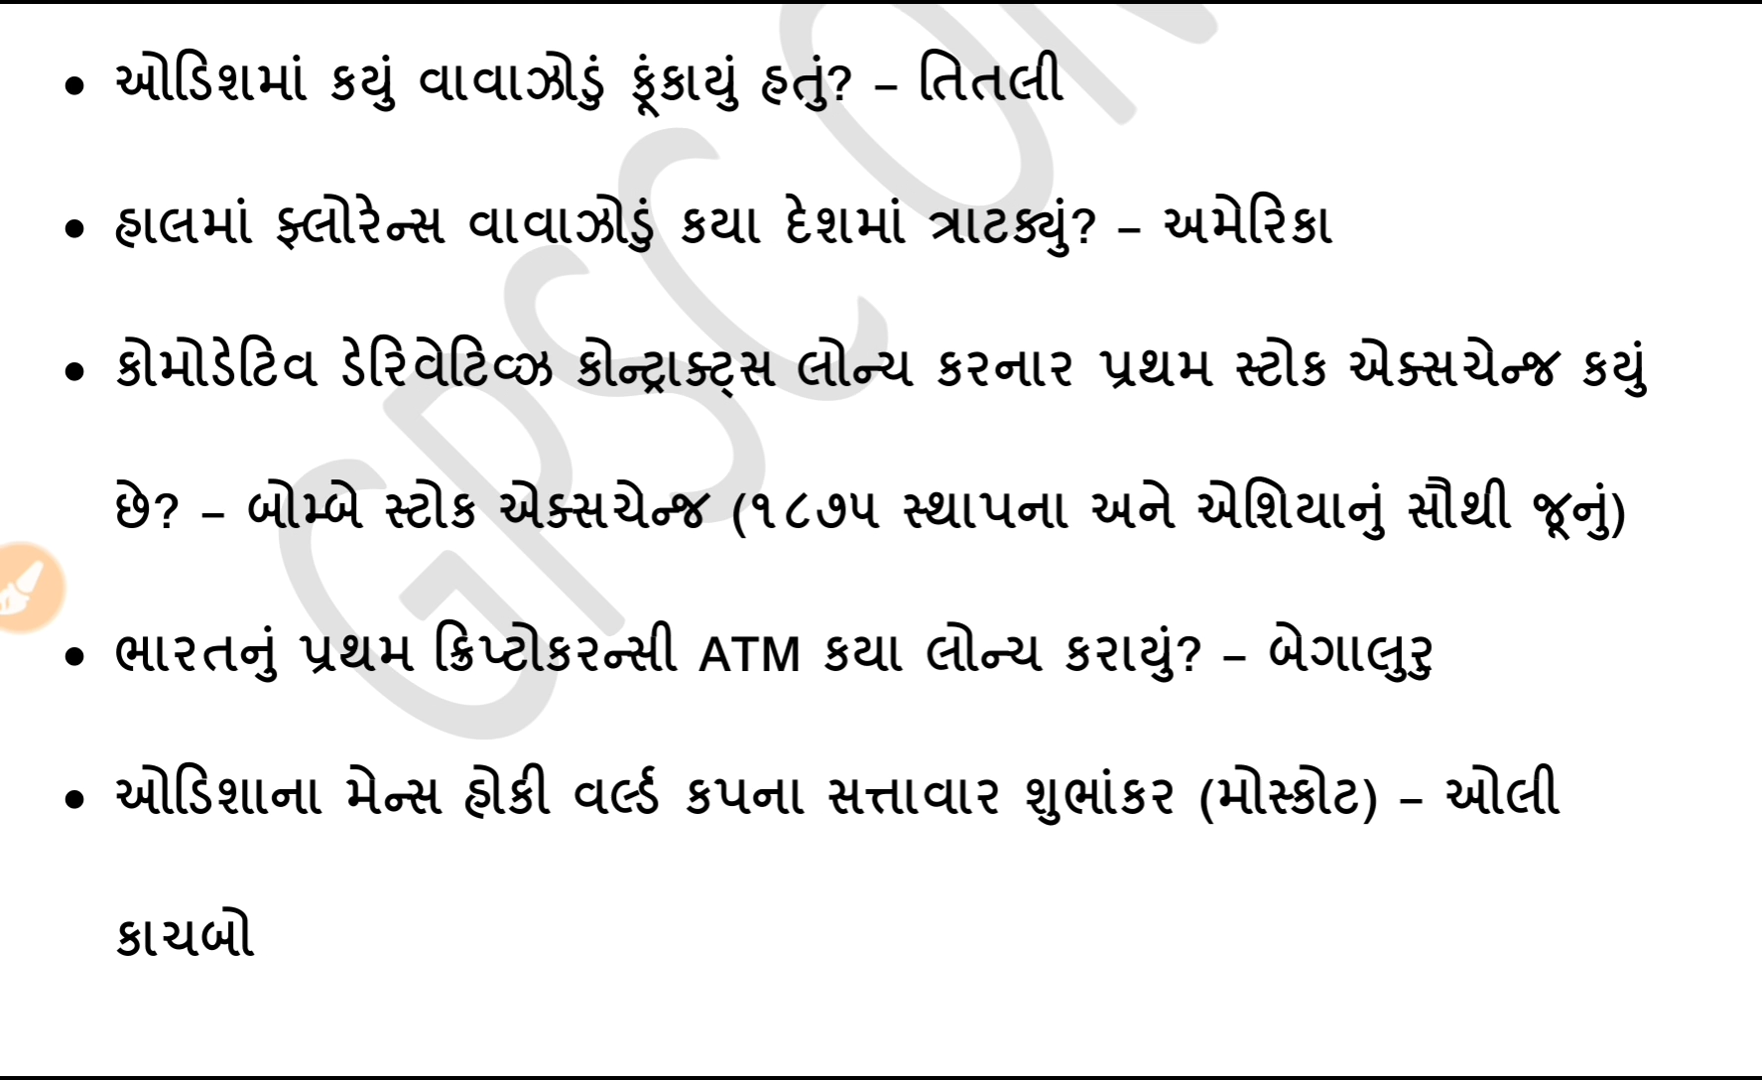 • ઓડિશમાં કયું વાવાઝોડું ફૂંકાયું હતું? – તિતલી
• હાલમાં ફ્લોરેન્સ વાવાઝોડું કયા દેશમાં ત્રાટક્યું? – અમેરિકા
• કોમોડેટિવ ડેરિવેટિવ્ઝ કોન્ટ્રાક્ટ્સ લોન્ચ કરનાર પ્રથમ સ્ટોક એક્સચેન્જ કયું
છે? – બોમ્બે સ્ટોક એક્સચેન્જ (૧૮૭૫ સ્થાપના અને એશિયાનું સૌથી જૂનું)
• ભારતનું પ્રથમ ક્રિપ્ટોકરન્સી ATM કયા લોન્ચ કરાયું? – બેગાલુરુ
• ઓડિશાના મેન્સ હોકી વર્લ્ડ કપના સત્તાવાર શુભાંકર (મોસ્કોટ) – ઓલી
કાચબો
GPSC